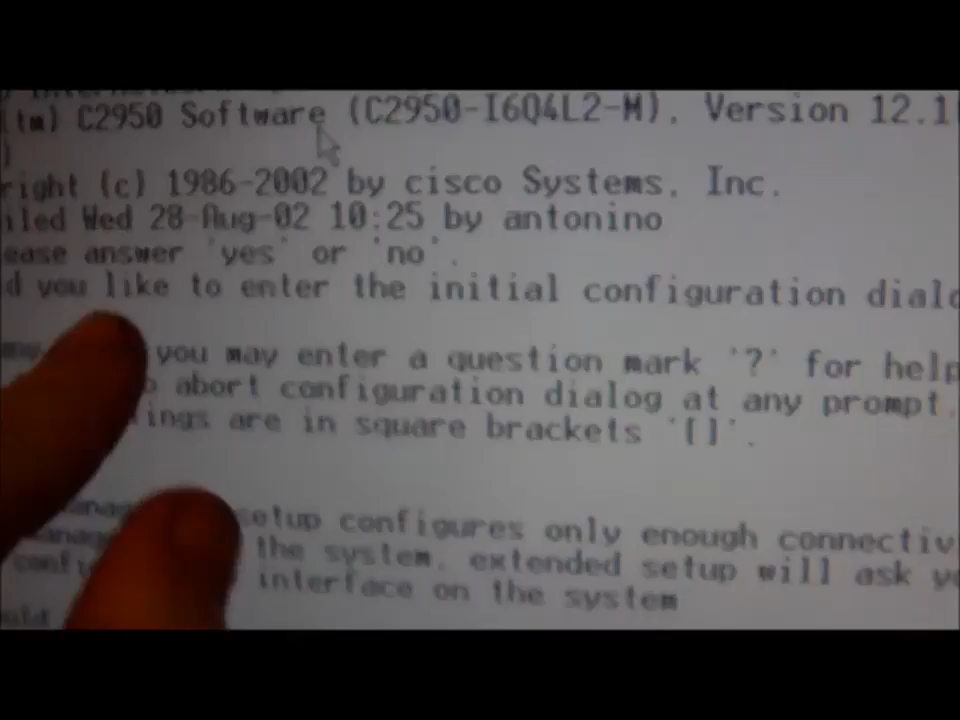 (tm) C2950 Software (C2950-I6Q4L2-M), Version 12.1(
)
right (c) 1986-2002 by cisco Systems, Inc.
iled Wed 28-Aug-02 10:25 by antonino
ease answer 'yes' or 'no'.
d you like to enter the initial configuration dialo
you may enter a question mark '?' for help
abort configuration dialog at any prompt.
ings are in square brackets '[]'.
setup configures only enough connectiv
the system, extended setup will ask yo
interface on the system